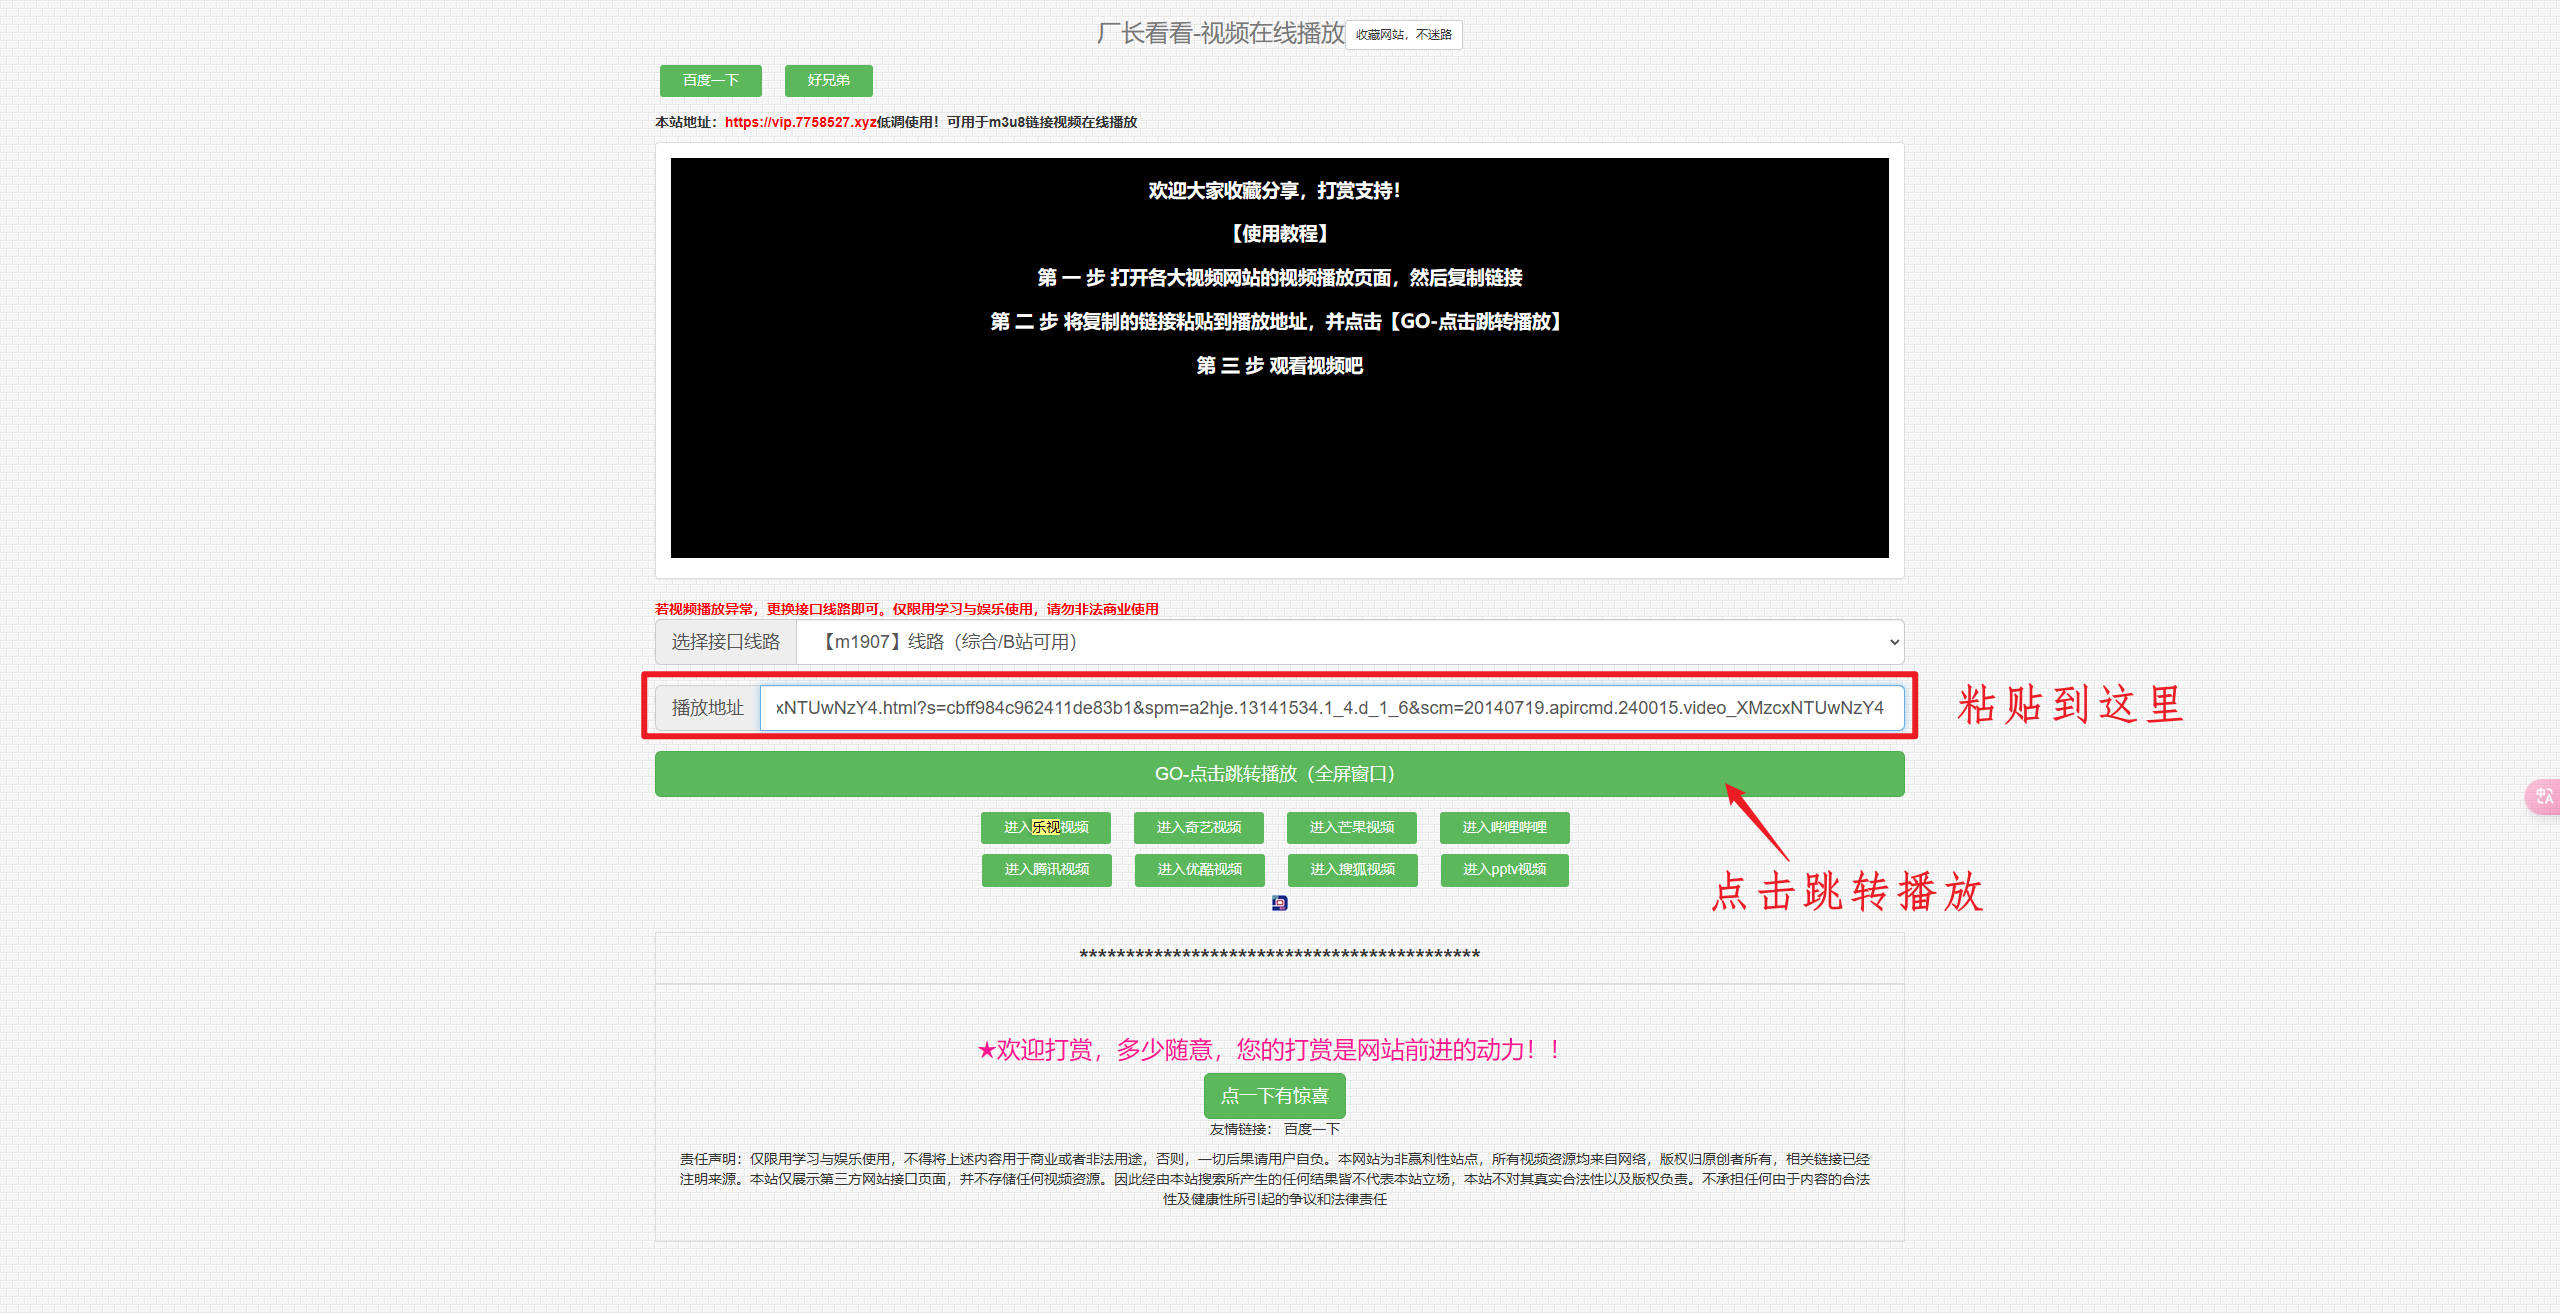 厂长看看-视频在线播放 收藏网站，不迷路
百度一下 好兄弟
本站地址：https://vip.7758527.xyz低调使用！可用于m3u8链接视频在线播放
欢迎大家收藏分享，打赏支持！
【使用教程】
第 一 步 打开各大视频网站的视频播放页面，然后复制链接
第 二 步 将复制的链接粘贴到播放地址，并点击【GO-点击跳转播放】
第 三 步 观看视频吧
若视频播放异常，更换接口线路即可。仅限用学习与娱乐使用，请勿非法商业使用
选择接口线路 【m1907】线路（综合/B站可用）
播放地址 xNTUwNzY4.html?s=cbff984c962411de83b1&spm=a2hje.13141534.1_4.d_1_6&scm=20140719.apircmd.240015.video_XMzcxNTUwNzY4
粘贴到这里
GO-点击跳转播放（全屏窗口）
进入乐视视频 进入奇艺视频 进入芒果视频 进入哔哩哔哩
进入腾讯视频 进入优酷视频 进入搜狐视频 进入pptv视频
点击跳转播放
*******************************************
★欢迎打赏，多少随意，您的打赏是网站前进的动力！！
点一下有惊喜
友情链接： 百度一下
责任声明：仅限用学习与娱乐使用，不得将上述内容用于商业或者非法用途，否则，一切后果请用户自负。本网站为非赢利性站点，所有视频资源均来自网络，版权归原创者所有，相关链接已经
注明来源。本站仅展示第三方网站接口页面，并不存储任何视频资源。因此经由本站搜索所产生的任何结果皆不代表本站立场，本站不对其真实合法性以及版权负责。不承担任何由于内容的合法
性及健康性所引起的争议和法律责任